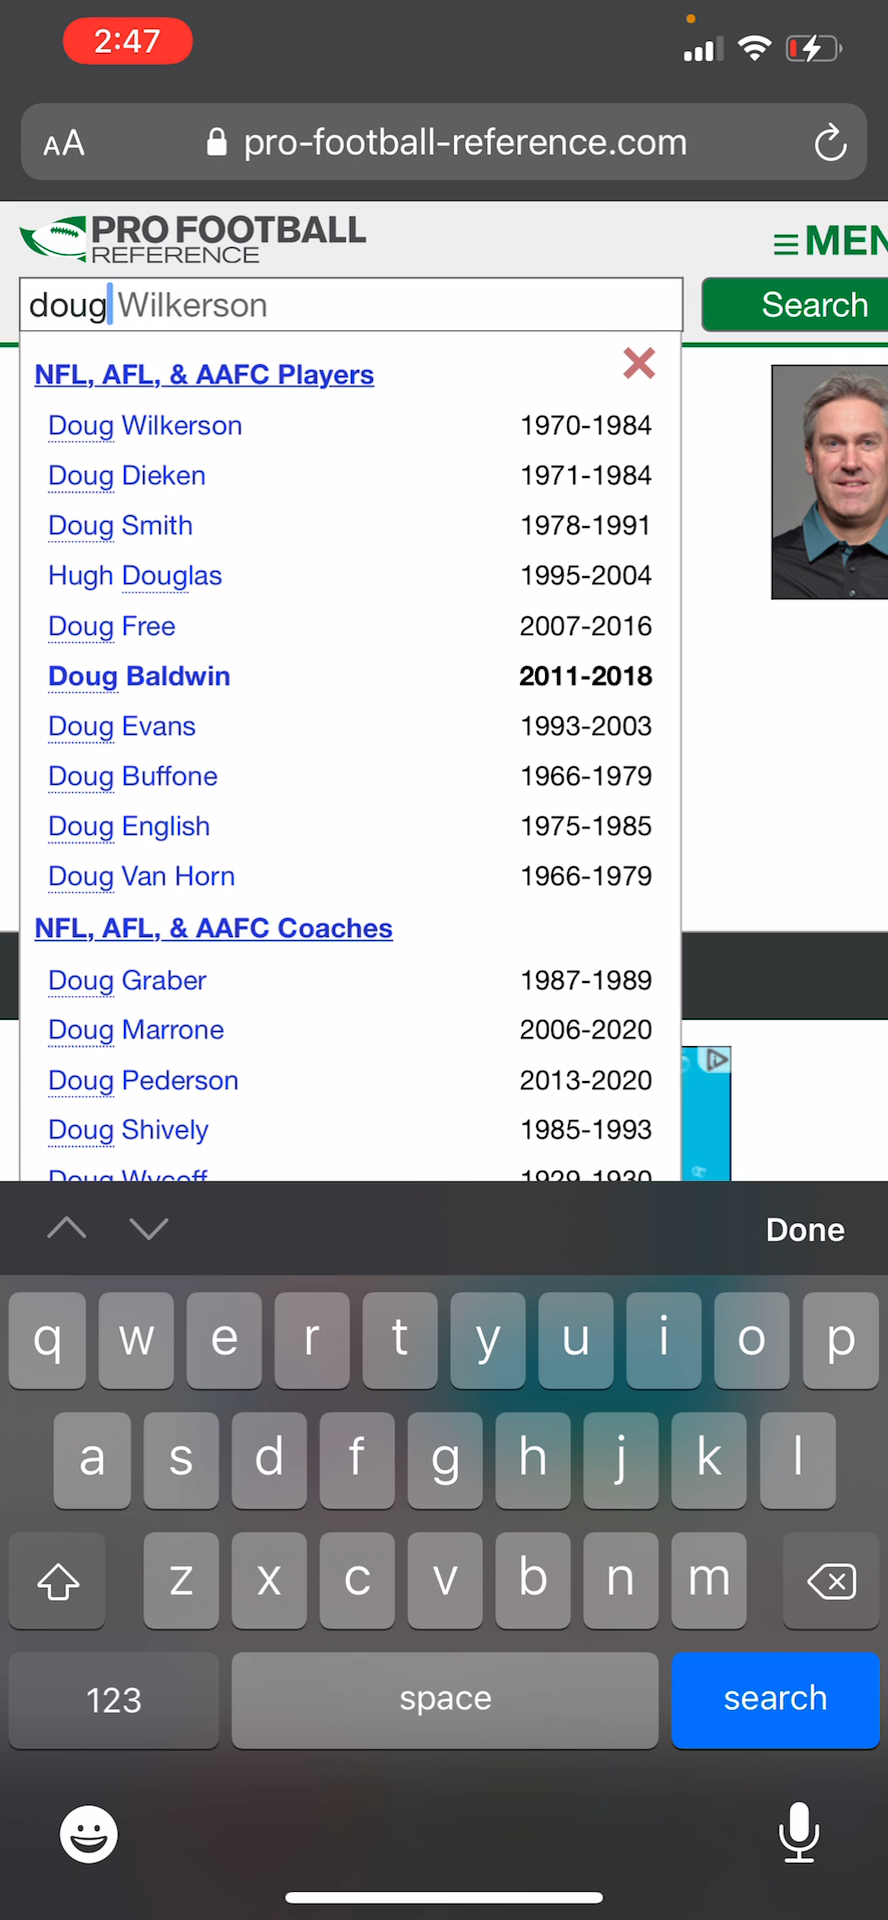 2:47
AA pro-football-reference.com
PRO FOOTBALL
REFERENCE
MEN
doug Wilkerson
Search
NFL, AFL, & AAFC Players
Doug Wilkerson 1970-1984
Doug Dieken 1971-1984
Doug Smith 1978-1991
Hugh Douglas 1995-2004
Doug Free 2007-2016
Doug Baldwin 2011-2018
Doug Evans 1993-2003
Doug Buffone 1966-1979
Doug English 1975-1985
Doug Van Horn 1966-1979
NFL, AFL, & AAFC Coaches
Doug Graber 1987-1989
Doug Marrone 2006-2020
Doug Pederson 2013-2020
Doug Shively 1985-1993
Doug Wycoff 1929-1930
Done
q w e r t y u i o p
a s d f g h j k l
z x c v b n m
123 space search